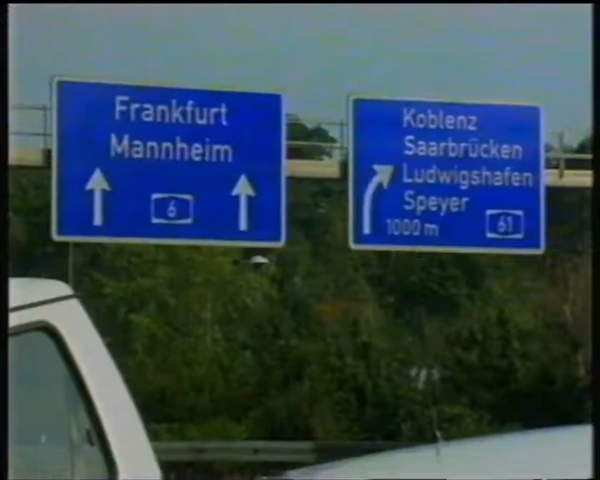 Frankfurt
Mannheim
6
Koblenz
Saarbrücken
Ludwigshafen
Speyer
1000 m
61